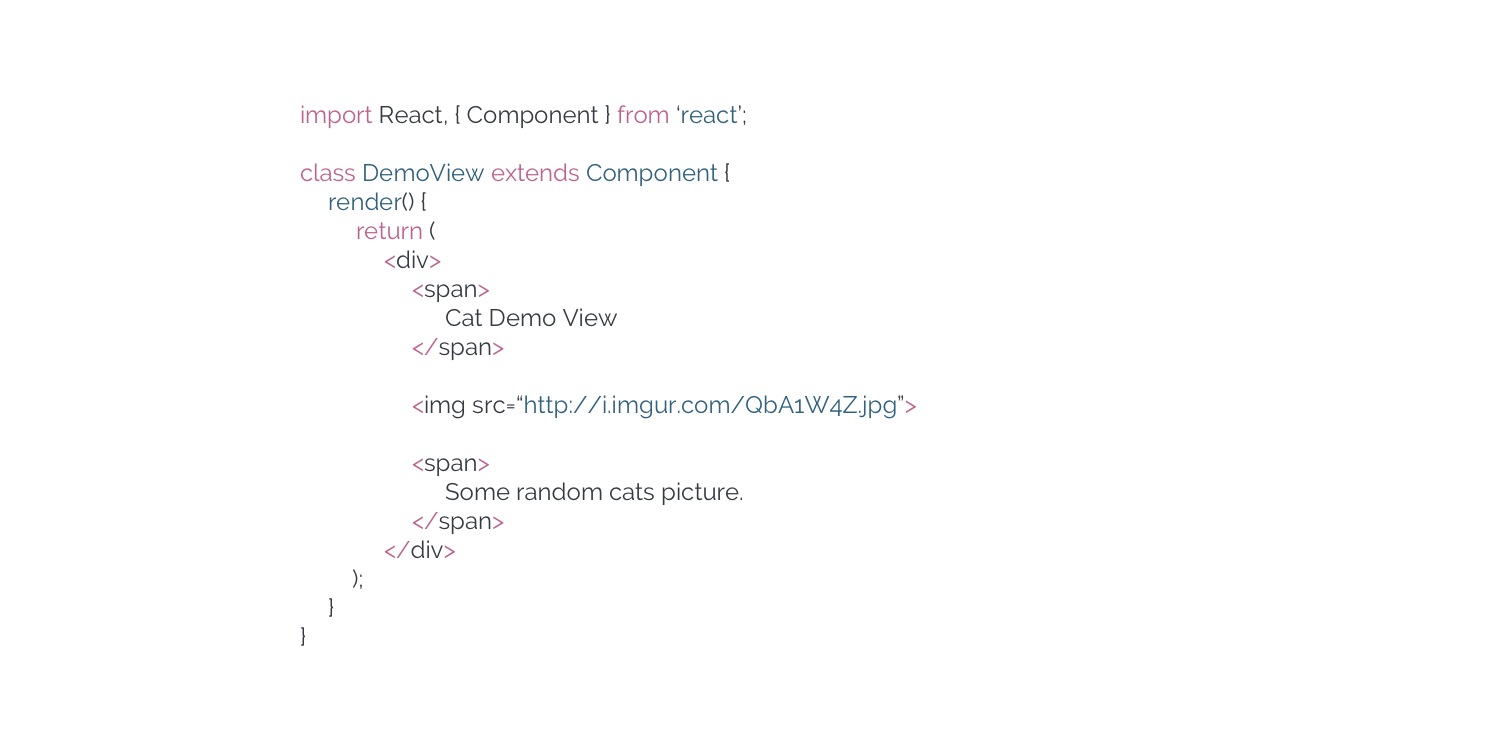 import React, { Component } from ‘react’;
class DemoView extends Component {
render() {
return (
<div>
<span>
Cat Demo View
</span>
<img src=“http://i.imgur.com/QbA1W4Z.jpg”>
<span>
Some random cats picture.
</span>
</div>
);
}
}